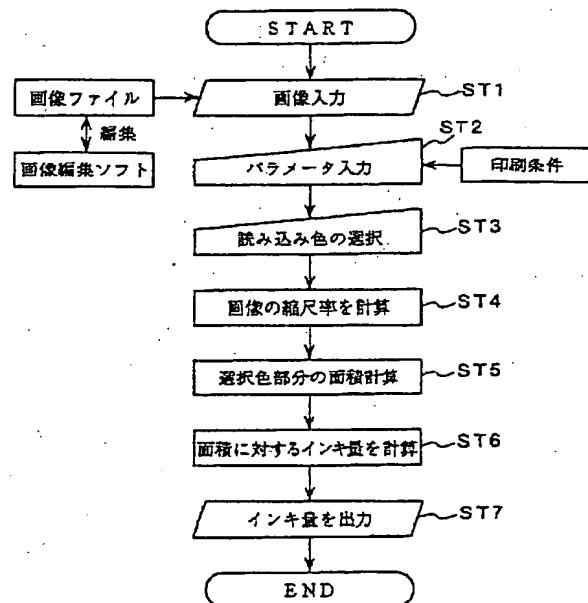 START
画像ファイル
画像入力
ST1
編集
ST2
画像編集ソフト
パラメータ入力
印刷条件
読み込み色の選択
ST3
画像の縮尺率を計算
ST4
選択色部分の面積計算
ST5
面積に対するインキ量を計算
ST6
インキ量を出力
ST7
END